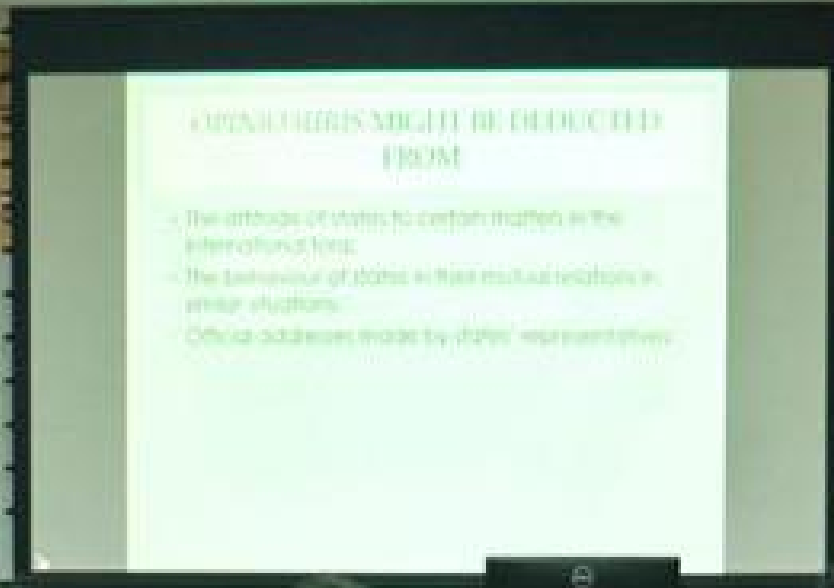 OPINIO IURIS MIGHT BE DEDUCTED
FROM
The attitude of states to certain matters in the
international fora;
The behaviour of states in their mutual relations in
similar situations;
Official addresses made by states' representatives